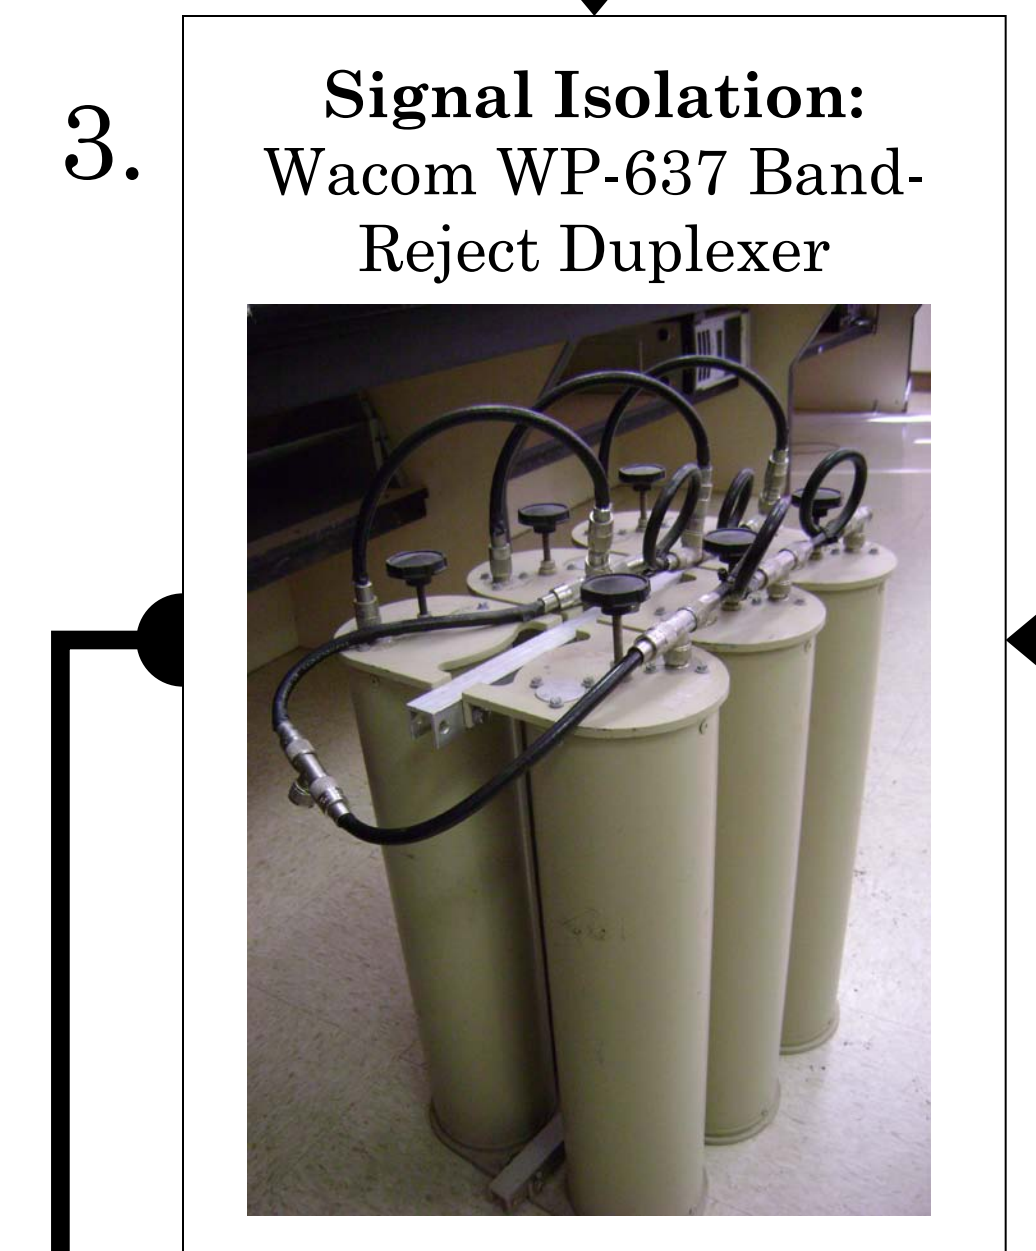 3.
Signal Isolation:
Wacom WP-637 Band-
Reject Duplexer